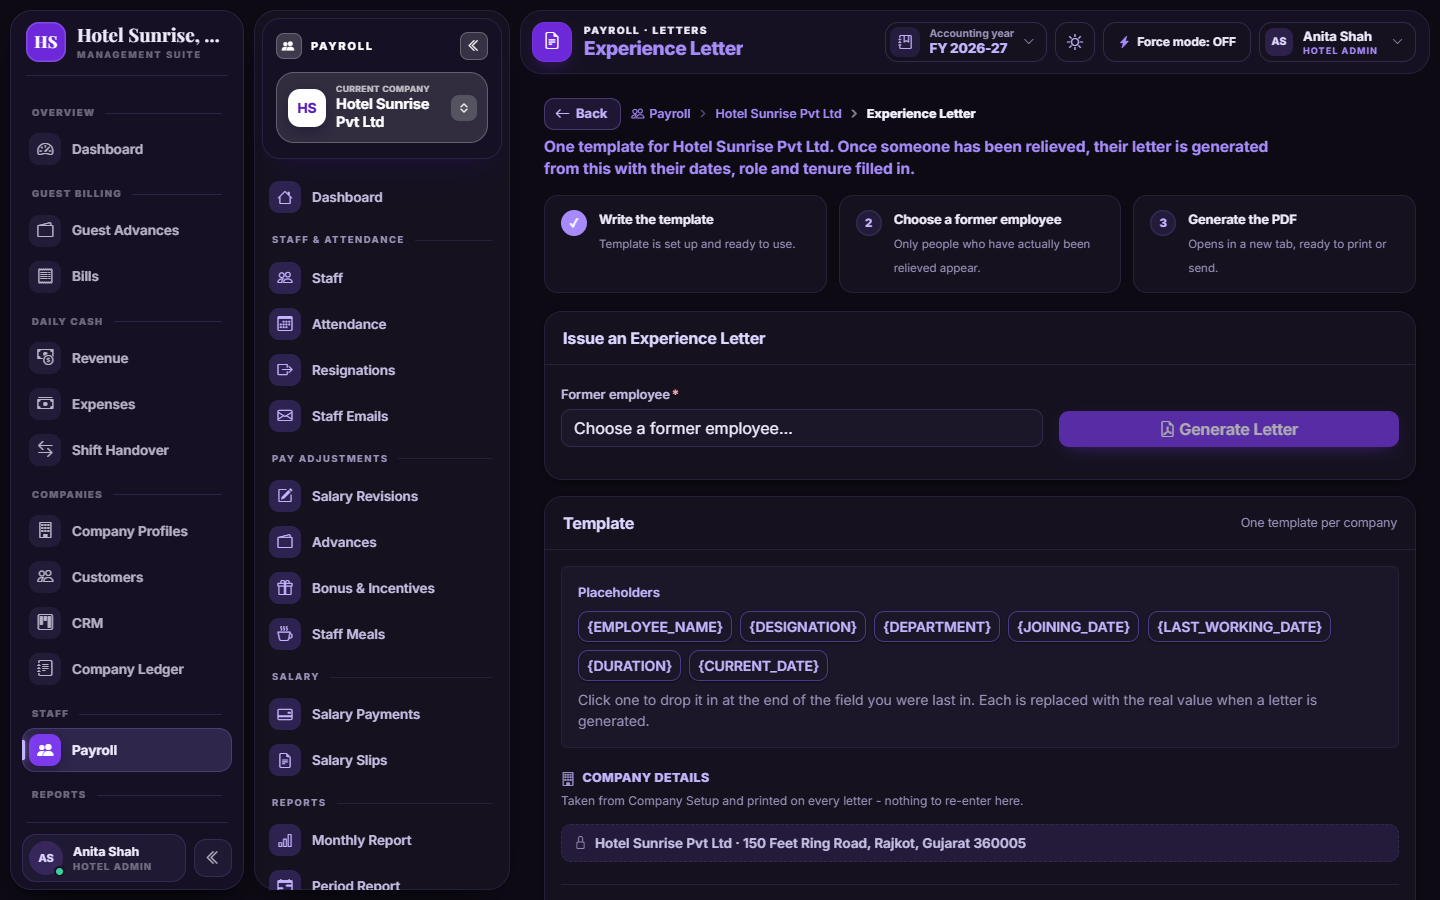 HS
Hotel Sunrise, ...
MANAGEMENT SUITE
OVERVIEW
Dashboard
GUEST BILLING
Guest Advances
Bills
DAILY CASH
Revenue
Expenses
Shift Handover
COMPANIES
Company Profiles
Customers
CRM
Company Ledger
STAFF
Payroll
REPORTS
AS
Anita Shah
HOTEL ADMIN
PAYROLL
HS
CURRENT COMPANY
Hotel Sunrise
Pvt Ltd
Dashboard
STAFF & ATTENDANCE
Staff
Attendance
Resignations
Staff Emails
PAY ADJUSTMENTS
Salary Revisions
Advances
Bonus & Incentives
Staff Meals
SALARY
Salary Payments
Salary Slips
REPORTS
Monthly Report
Period Report
PAYROLL · LETTERS
Experience Letter
Accounting year
FY 2026-27
Force mode: OFF
AS
Anita Shah
HOTEL ADMIN
Back
Payroll
Hotel Sunrise Pvt Ltd
Experience Letter
One template for Hotel Sunrise Pvt Ltd. Once someone has been relieved, their letter is generated
from this with their dates, role and tenure filled in.
Write the template
Template is set up and ready to use.
2
Choose a former employee
Only people who have actually been
relieved appear.
3
Generate the PDF
Opens in a new tab, ready to print or
send.
Issue an Experience Letter
Former employee *
Choose a former employee...
Generate Letter
Template
One template per company
Placeholders
{EMPLOYEE_NAME} {DESIGNATION} {DEPARTMENT} {JOINING_DATE} {LAST_WORKING_DATE}
{DURATION} {CURRENT_DATE}
Click one to drop it in at the end of the field you were last in. Each is replaced with the real value when a letter is
generated.
COMPANY DETAILS
Taken from Company Setup and printed on every letter - nothing to re-enter here.
Hotel Sunrise Pvt Ltd · 150 Feet Ring Road, Rajkot, Gujarat 360005